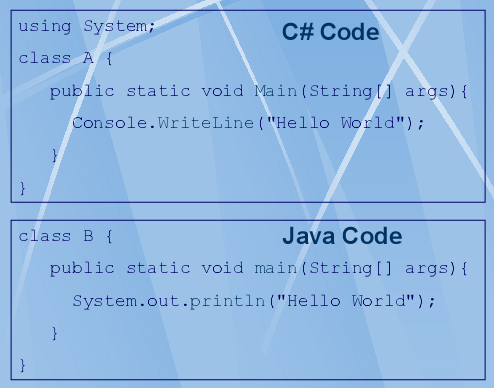 using System;
C# Code
class A {
public static void Main(String[] args){
Console.WriteLine("Hello World");
}
}
class B {
Java Code
public static void main(String[] args){
System.out.println("Hello World");
}
}